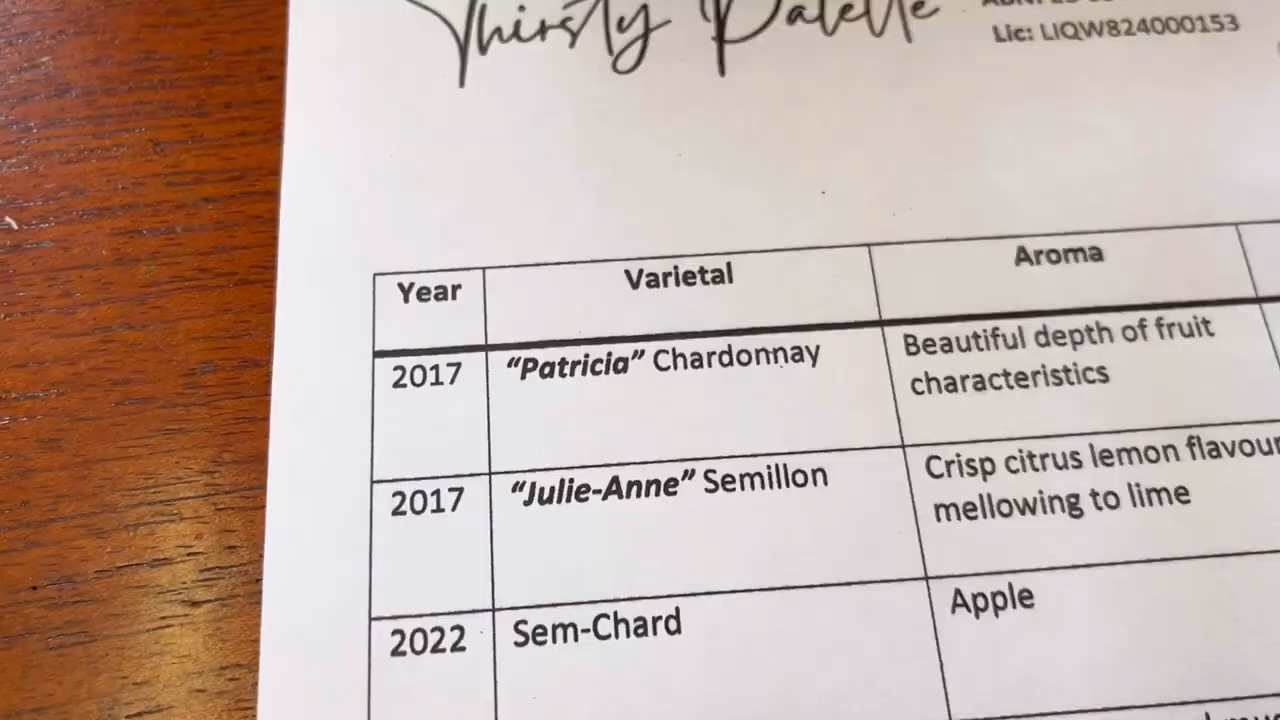 Thirsty Palette
Lic: LIQW824000153
Year Varietal Aroma
2017 “Patricia” Chardonnay Beautiful depth of fruit
characteristics
2017 “Julie-Anne” Semillon Crisp citrus lemon flavour
mellowing to lime
2022 Sem-Chard Apple